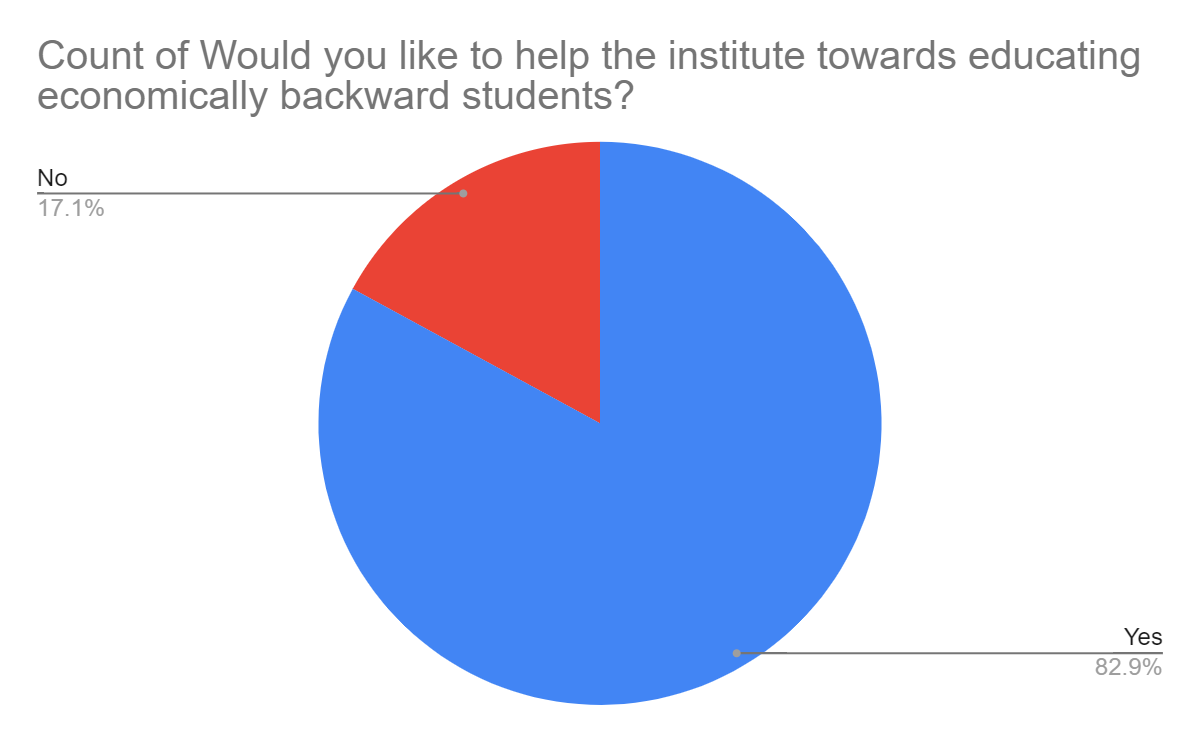 Count of Would you like to help the institute towards educating
economically backward students?
No
17.1%
Yes
82.9%